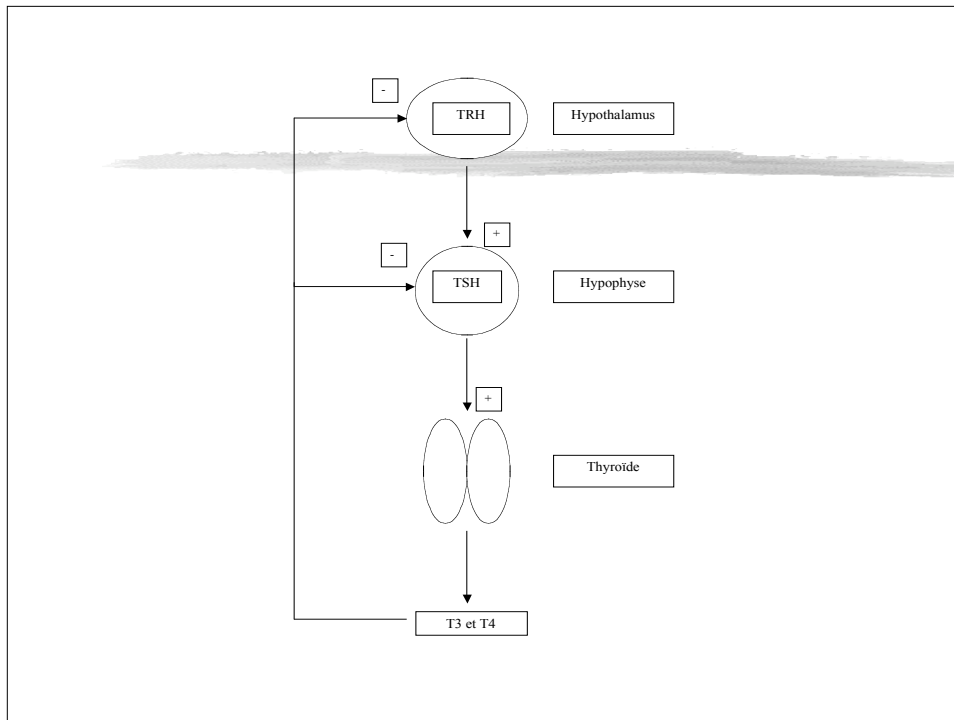 -
TRH
Hypothalamus
+
-
TSH
Hypophyse
+
Thyroïde
T3 et T4